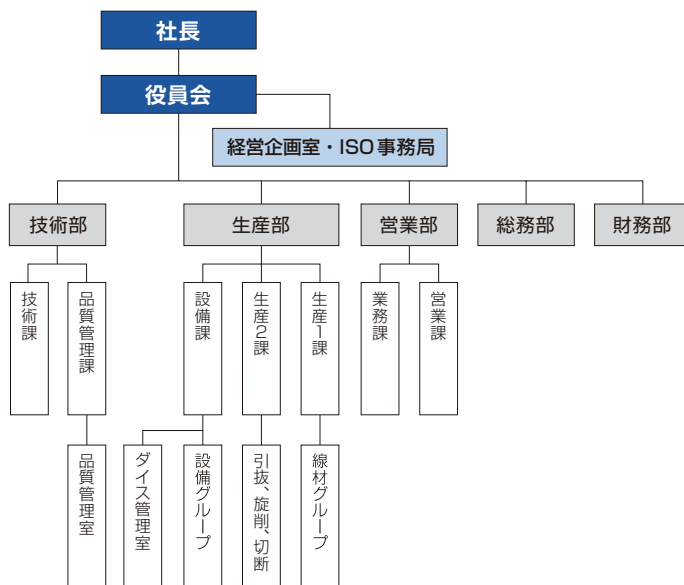 社長
役員会
経営企画室・ISO事務局
技術部
生産部
営業部
総務部
財務部
技術課
品質管理課
設備課
生産2課
生産1課
業務課
営業課
品質管理室
ダイス管理室
設備グループ
引抜、旋削、切断
線材グループ